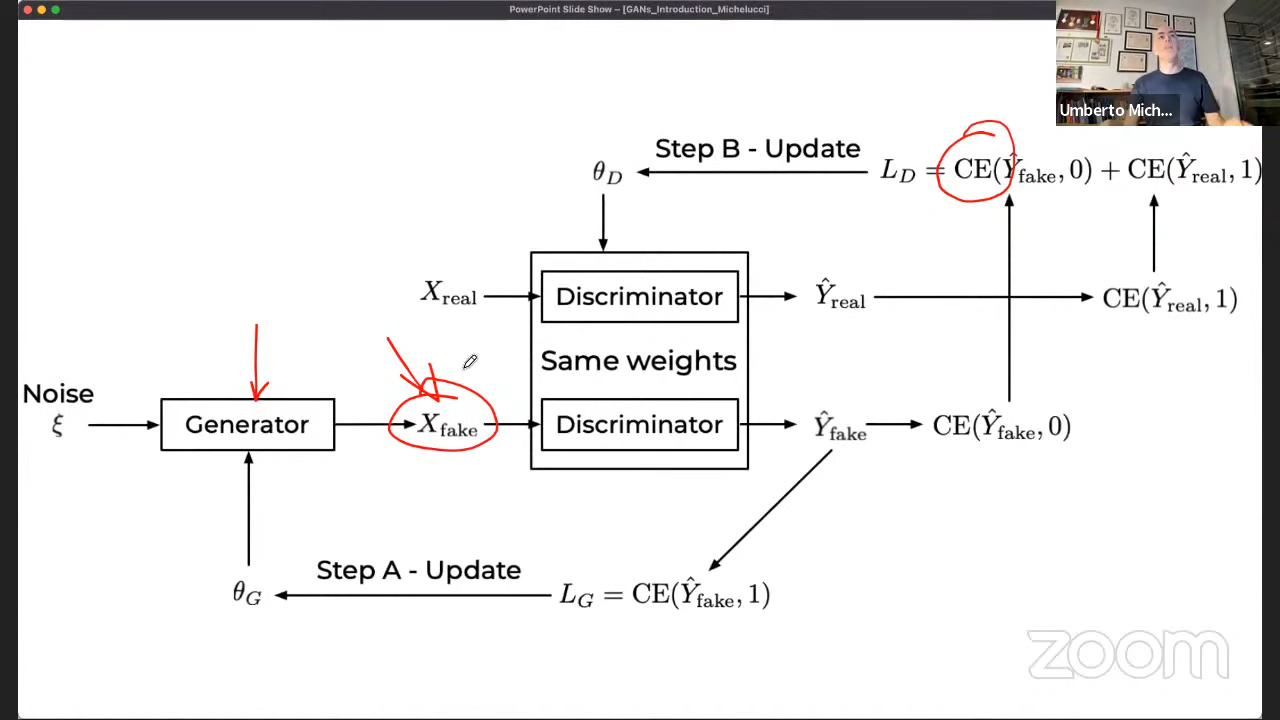 PowerPoint Slide Show – [GANs_Introduction_Michelucci]
Umberto Mich...
Step B - Update
θ_D
L_D = CE(Ŷ_fake, 0) + CE(Ŷ_real, 1)
X_real
Discriminator
Ŷ_real
CE(Ŷ_real, 1)
Same weights
Noise
ξ
Generator
X_fake
Discriminator
Ŷ_fake
CE(Ŷ_fake, 0)
Step A - Update
θ_G
L_G = CE(Ŷ_fake, 1)
zoom